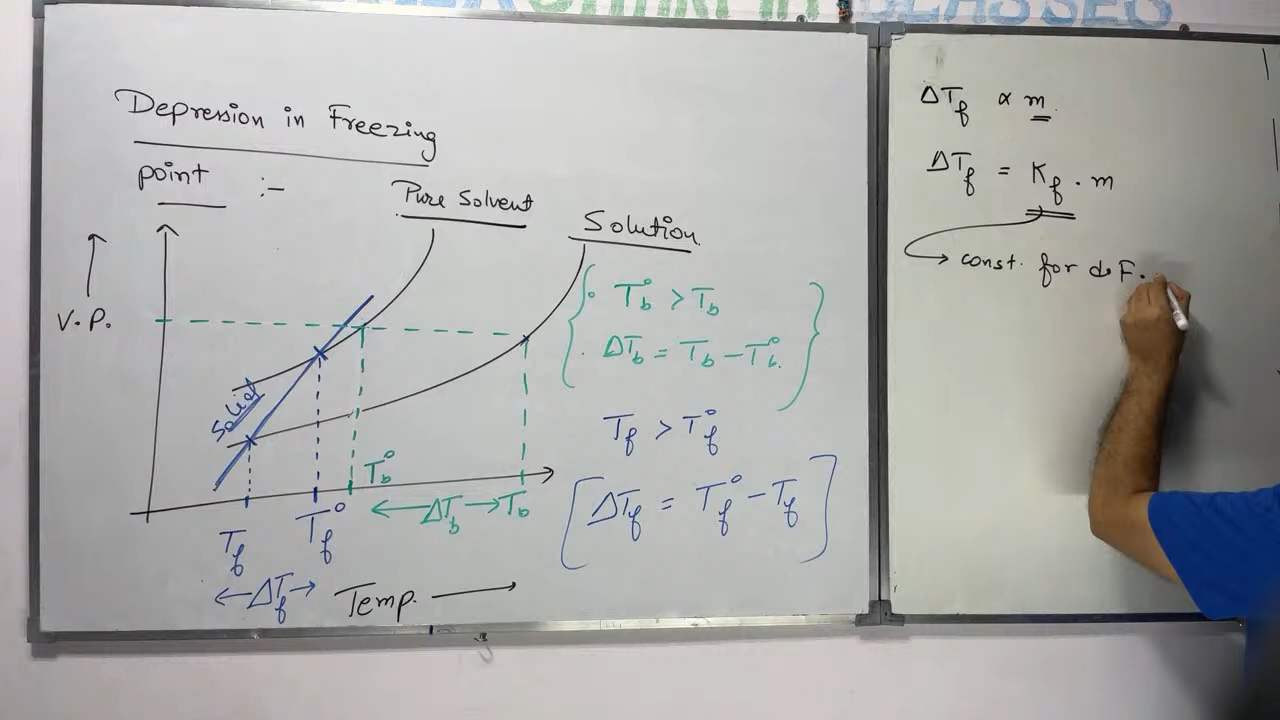 CLASSES
Depression in Freezing
point :-
Pure Solvent
Solution
V.P.
Solid
T°b > Tb
ΔTb = Tb - T°b.
Tf > T°f
ΔTf = T°f - Tf
T°b
ΔTb Tb
Tf T°f
ΔTf Temp.
ΔTf ∝ m.
ΔTf = Kf . m
const. for d. F.